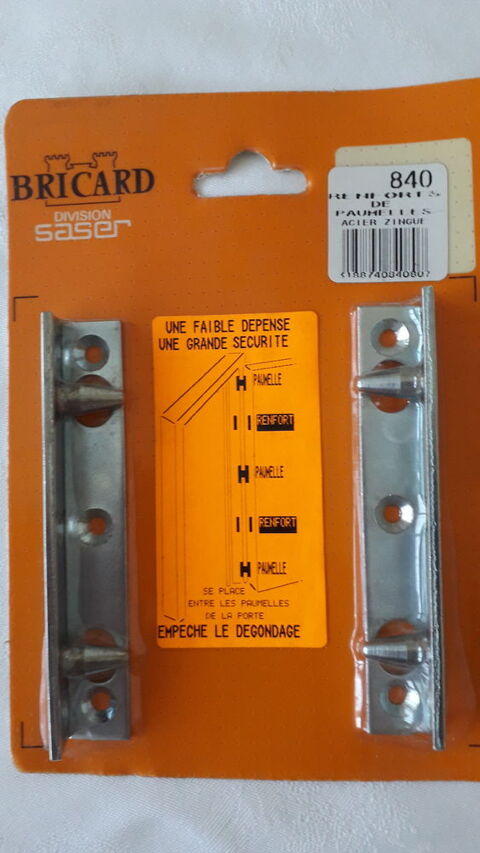 BRICARD
DIVISION
saser
840
RENFORTS
DE
PAUMELLES
ACIER ZINGUE
UNE FAIBLE DEPENSE
UNE GRANDE SECURITE
PAUMELLE
RENFORT
PAUMELLE
RENFORT
PAUMELLE
SE PLACE
ENTRE LES PAUMELLES
DE LA PORTE
EMPECHE LE DEGONDAGE